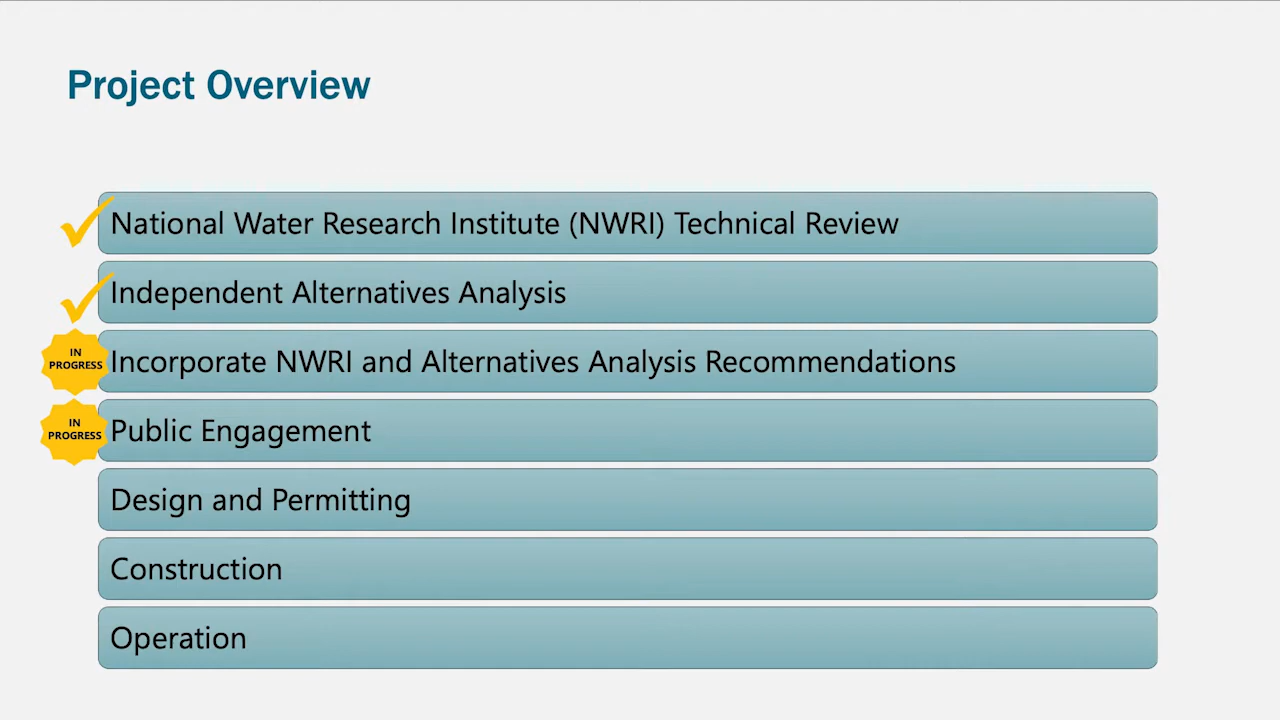 Project Overview
National Water Research Institute (NWRI) Technical Review
Independent Alternatives Analysis
IN
PROGRESS
Incorporate NWRI and Alternatives Analysis Recommendations
IN
PROGRESS
Public Engagement
Design and Permitting
Construction
Operation